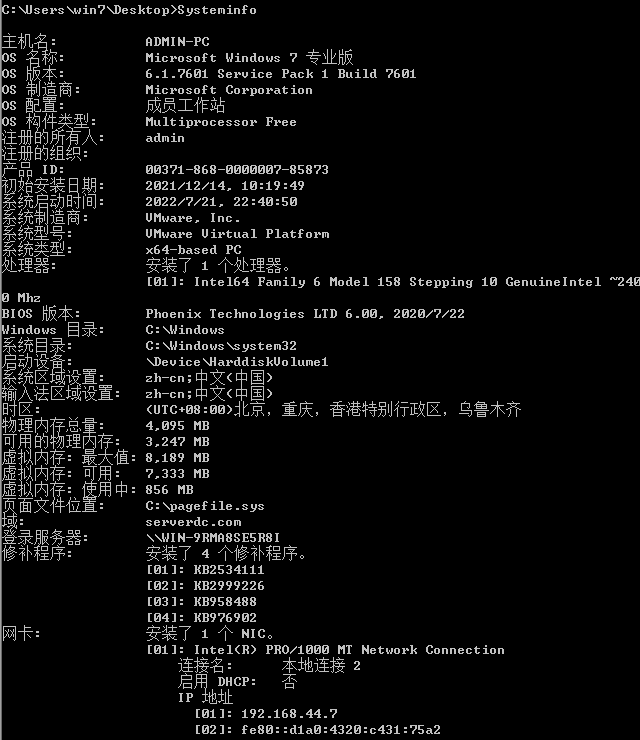 C:\Users\win7\Desktop>Systeminfo
主机名:           ADMIN-PC
OS 名称:          Microsoft Windows 7 专业版
OS 版本:          6.1.7601 Service Pack 1 Build 7601
OS 制造商:        Microsoft Corporation
OS 配置:          成员工作站
OS 构件类型:      Multiprocessor Free
注册的所有人:     admin
注册的组织:
产品 ID:          00371-868-0000007-85873
初始安装日期:     2021/12/14, 10:19:49
系统启动时间:     2022/7/21, 22:40:50
系统制造商:       VMware, Inc.
系统型号:         VMware Virtual Platform
系统类型:         x64-based PC
处理器:           安装了 1 个处理器。
[01]: Intel64 Family 6 Model 158 Stepping 10 GenuineIntel ~240
0 Mhz
BIOS 版本:        Phoenix Technologies LTD 6.00, 2020/7/22
Windows 目录:     C:\Windows
系统目录:         C:\Windows\system32
启动设备:         \Device\HarddiskVolume1
系统区域设置:     zh-cn;中文(中国)
输入法区域设置:   zh-cn;中文(中国)
时区:             (UTC+08:00)北京，重庆，香港特别行政区，乌鲁木齐
物理内存总量:     4,095 MB
可用的物理内存:   3,247 MB
虚拟内存: 最大值: 8,189 MB
虚拟内存: 可用:   7,333 MB
虚拟内存: 使用中: 856 MB
页面文件位置:     C:\pagefile.sys
域:               serverdc.com
登录服务器:       \\WIN-9RMA8SE5R8I
修补程序:         安装了 4 个修补程序。
[01]: KB2534111
[02]: KB2999226
[03]: KB958488
[04]: KB976902
网卡:             安装了 1 个 NIC。
[01]: Intel(R) PRO/1000 MT Network Connection
连接名:      本地连接 2
启用 DHCP:   否
IP 地址
[01]: 192.168.44.7
[02]: fe80::d1a0:4320:c431:75a2